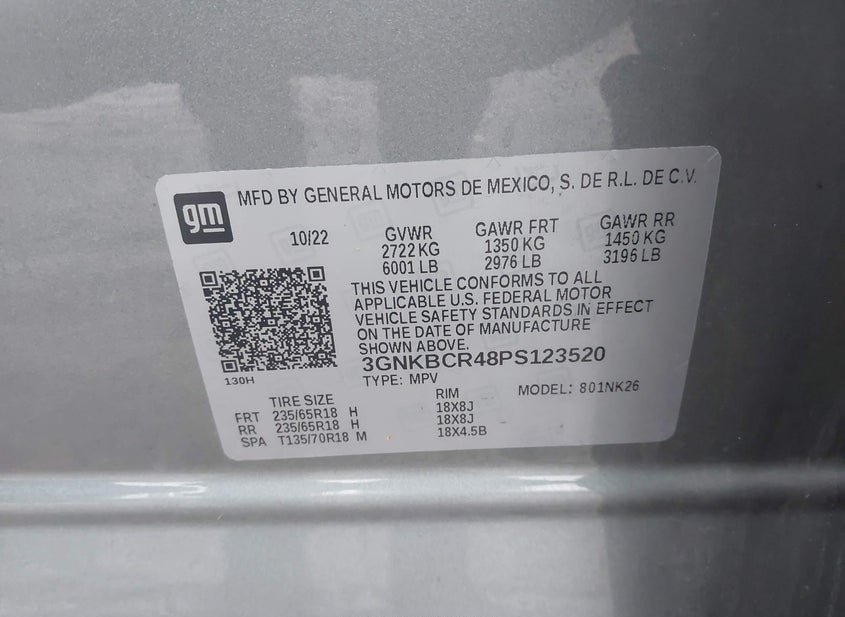 gm
MFD BY GENERAL MOTORS DE MEXICO, S. DE R.L. DE C.V.
10/22 GVWR GAWR FRT GAWR RR
2722 KG 1350 KG 1450 KG
6001 LB 2976 LB 3196 LB
THIS VEHICLE CONFORMS TO ALL
APPLICABLE U.S. FEDERAL MOTOR
VEHICLE SAFETY STANDARDS IN EFFECT
ON THE DATE OF MANUFACTURE
SHOWN ABOVE.
3GNKBCR48PS123520
130H
TYPE: MPV MODEL: 801NK26
TIRE SIZE RIM
FRT 235/65R18 H 18X8J
RR 235/65R18 H 18X8J
SPA T135/70R18 M 18X4.5B